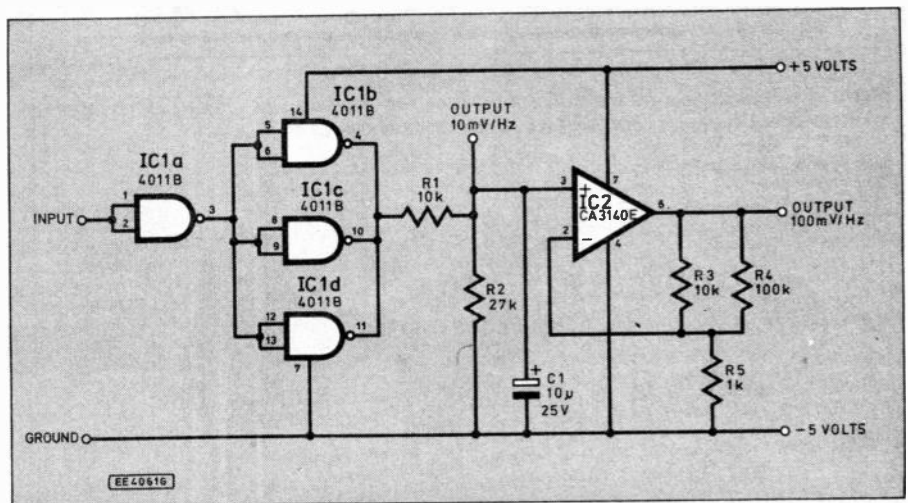 +5 VOLTS
IC1b
4011B
OUTPUT
10mV/Hz
14
5
6
4
IC1a
4011B
IC1c
4011B
R1
10k
3
7
IC2
CA3140E
6
OUTPUT
100mV/Hz
1
2
3
INPUT
8
9
10
+
2
-
4
IC1d
4011B
R2
27k
R3
10k
R4
100k
12
13
11
7
+
C1
10µ
25V
R5
1k
GROUND
-5 VOLTS
EE4061G